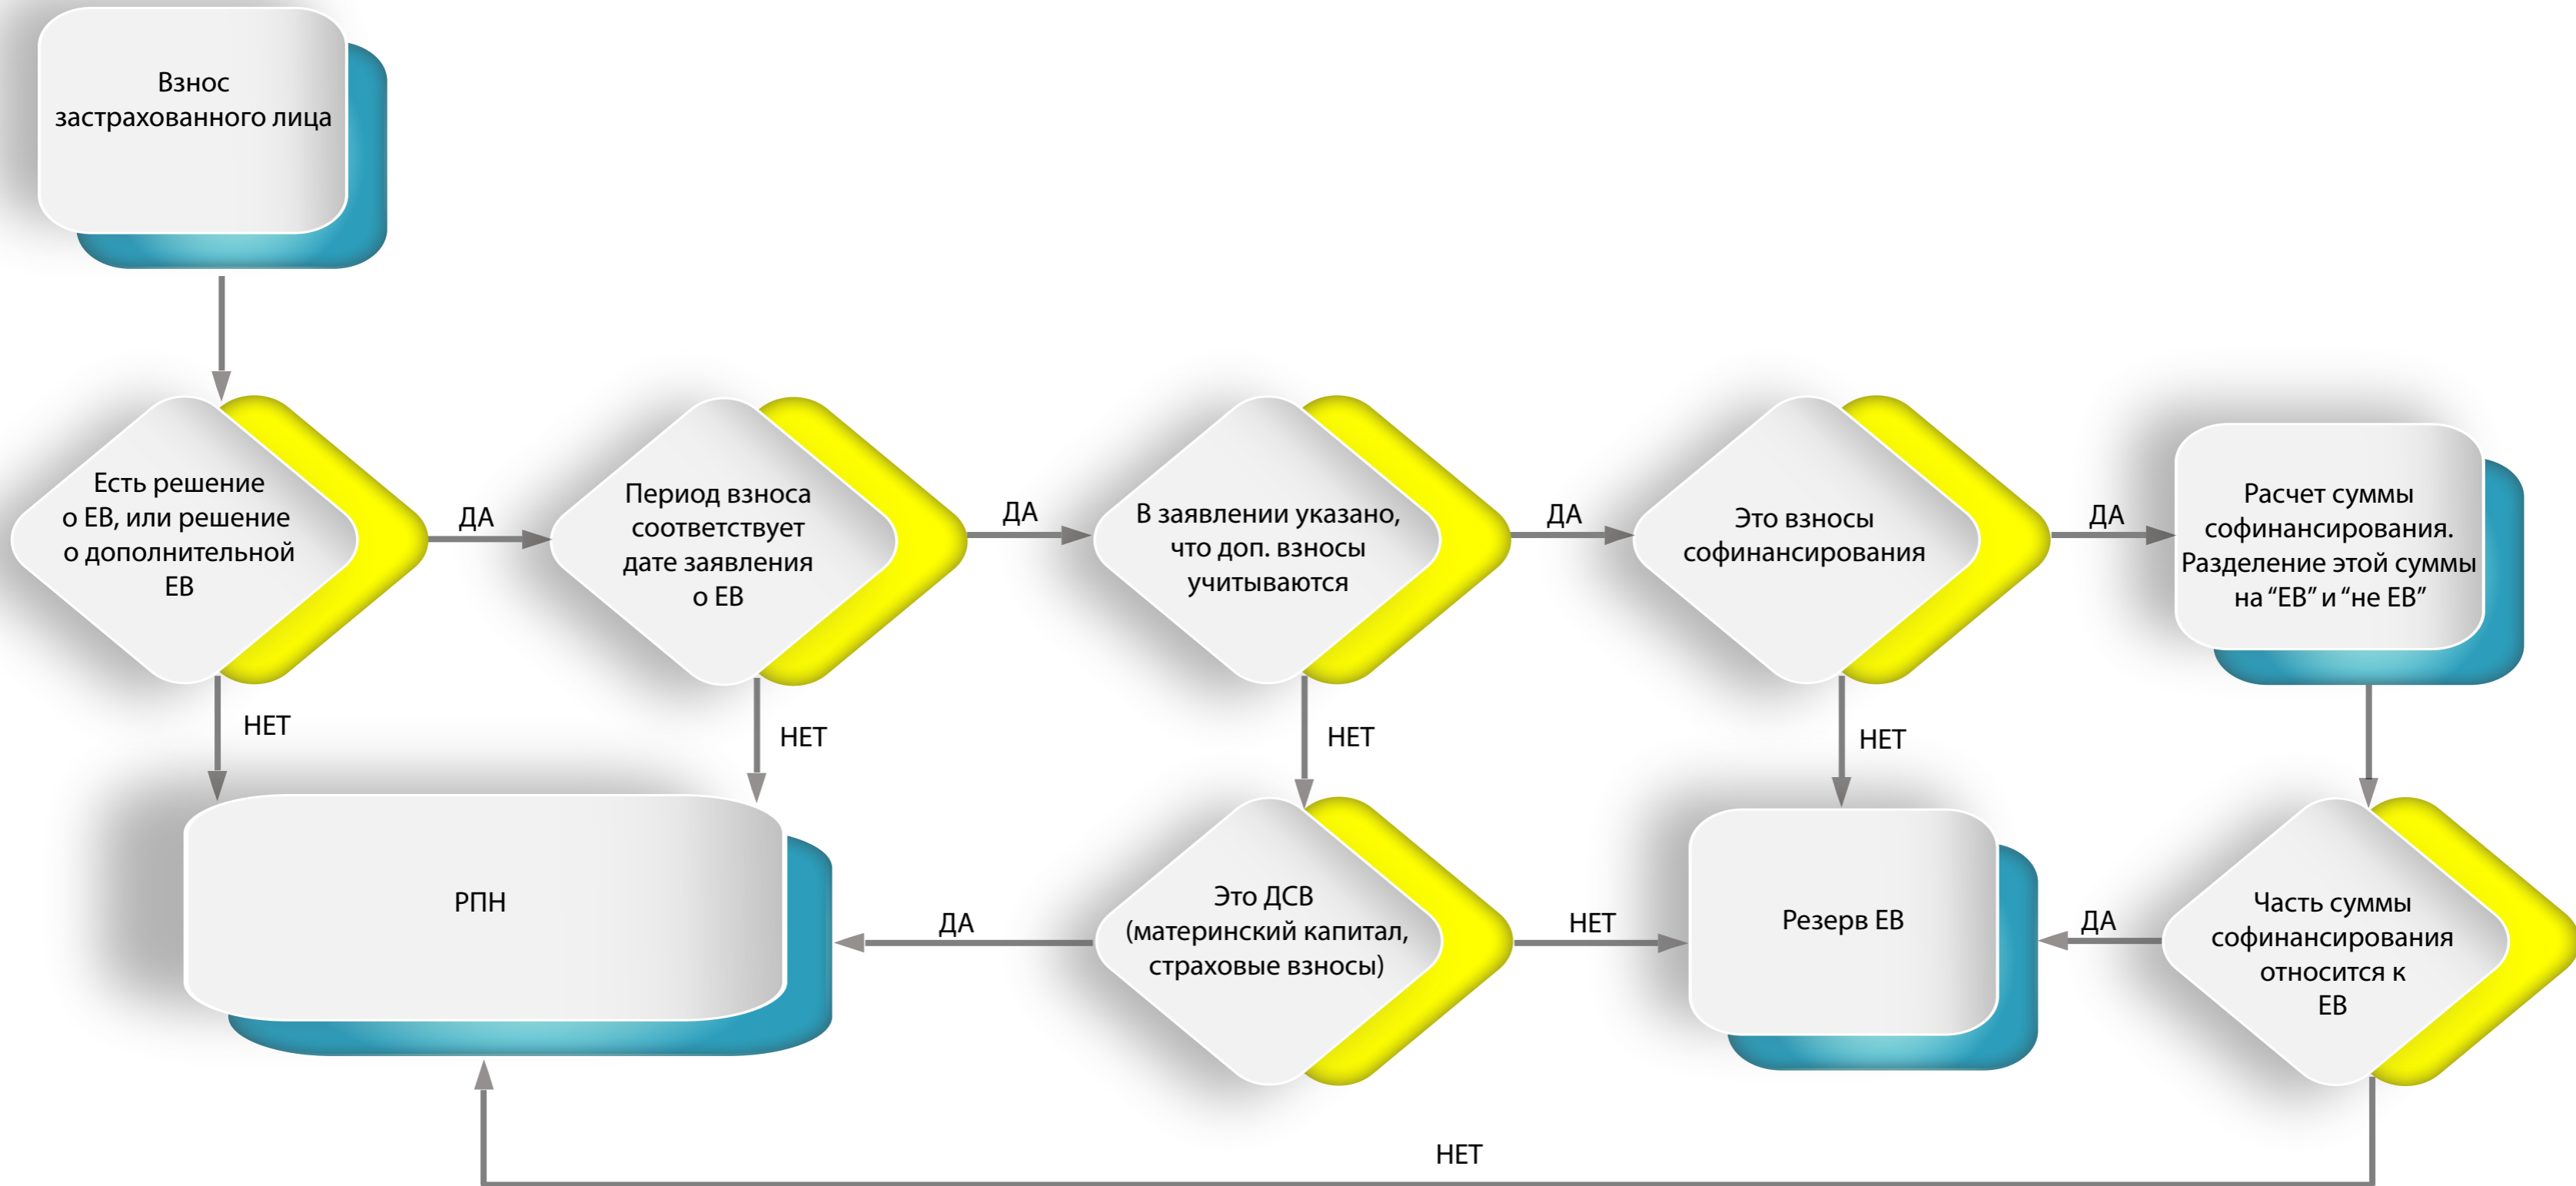 Взнос
застрахованного лица
Есть решение
о ЕВ, или решение
о дополнительной
ЕВ
ДА
Период взноса
соответствует
дате заявления
о ЕВ
ДА
В заявлении указано,
что доп. взносы
учитываются
ДА
Это взносы
софинансирования
ДА
Расчет суммы
софинансирования.
Разделение этой суммы
на “ЕВ” и “не ЕВ”
НЕТ
НЕТ
НЕТ
НЕТ
РПН
ДА
Это ДСВ
(материнский капитал,
страховые взносы)
НЕТ
Резерв ЕВ
ДА
Часть суммы
софинансирования
относится к
ЕВ
НЕТ